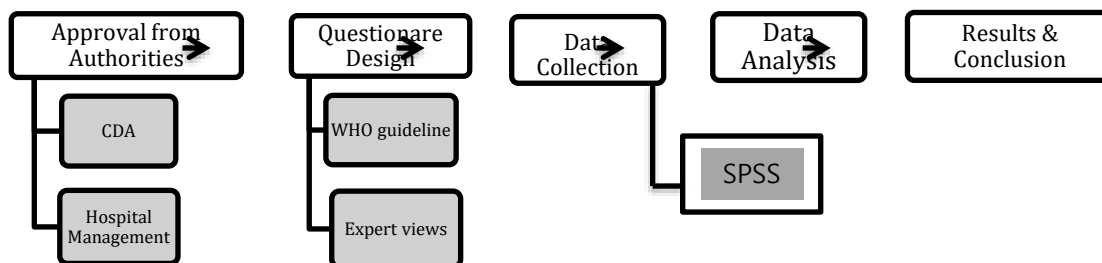 Approval from
Authorities
Questionare
Design
Data
Collection
Data
Analysis
Results &
Conclusion
CDA
WHO guideline
SPSS
Hospital
Management
Expert views